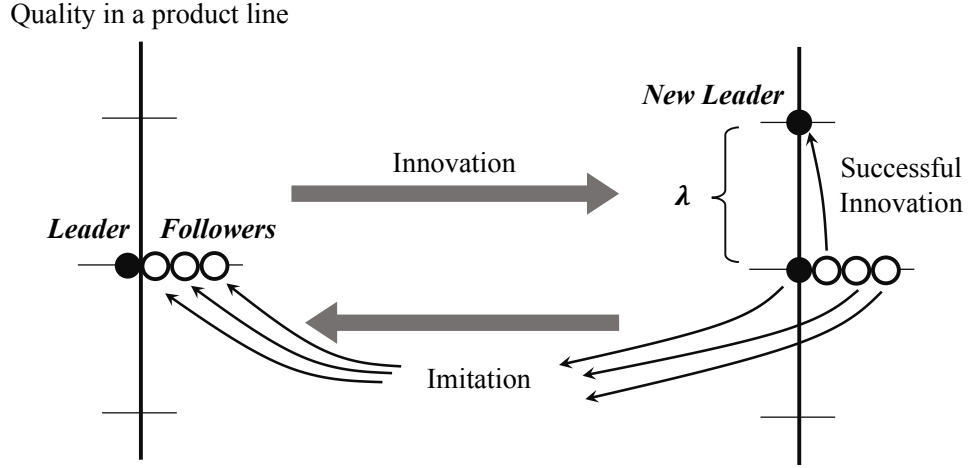 Quality in a product line
New Leader
Innovation
λ
Successful
Innovation
Leader Followers
Imitation